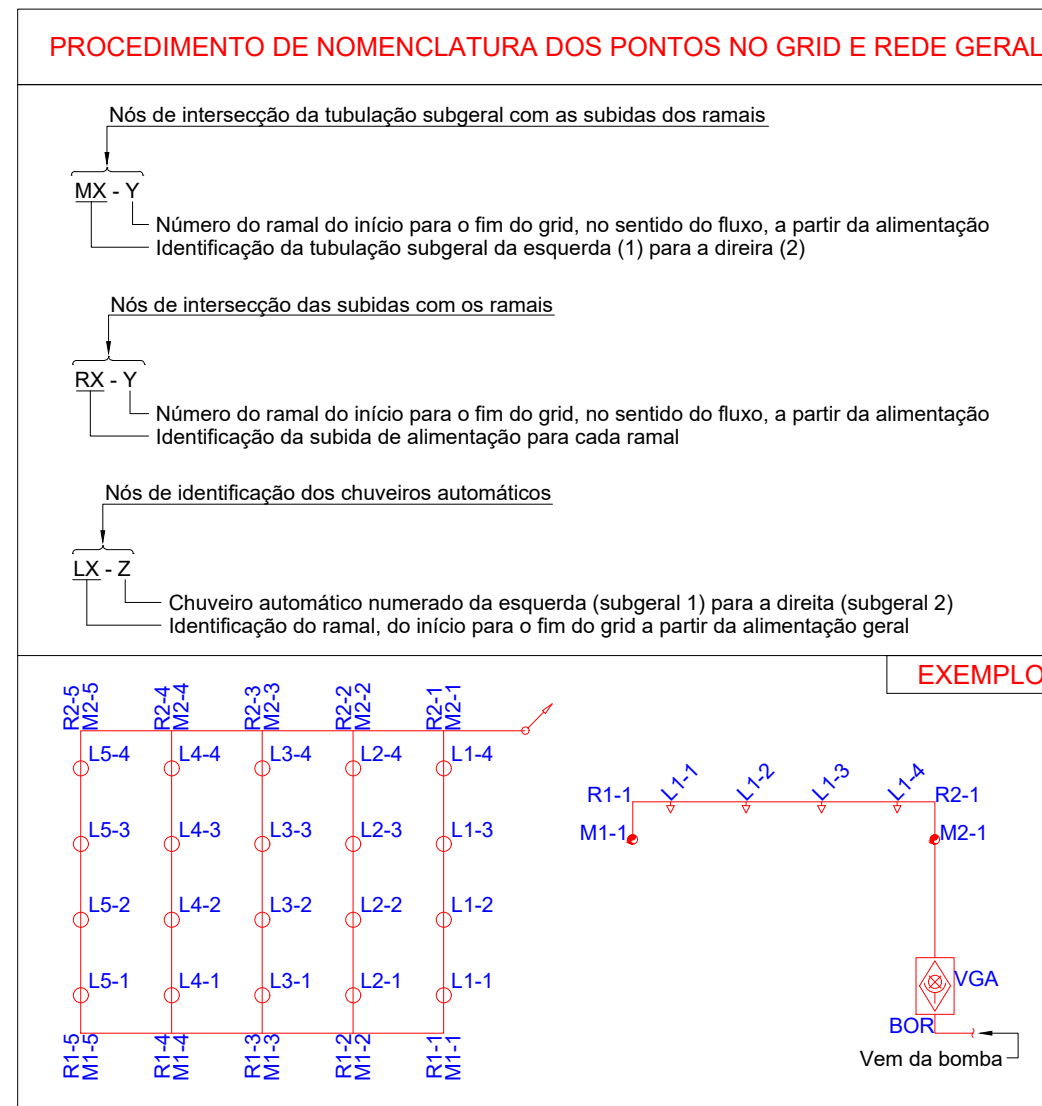 PROCEDIMENTO DE NOMENCLATURA DOS PONTOS NO GRID E REDE GERAL
Nós de intersecção da tubulação subgeral com as subidas dos ramais
MX - Y
Número do ramal do início para o fim do grid, no sentido do fluxo, a partir da alimentação
Identificação da tubulação subgeral da esquerda (1) para a direira (2)
Nós de intersecção das subidas com os ramais
RX - Y
Número do ramal do início para o fim do grid, no sentido do fluxo, a partir da alimentação
Identificação da subida de alimentação para cada ramal
Nós de identificação dos chuveiros automáticos
LX - Z
Chuveiro automático numerado da esquerda (subgeral 1) para a direita (subgeral 2)
Identificação do ramal, do início para o fim do grid a partir da alimentação geral
EXEMPLO
R2-5
M2-5
R2-4
M2-4
R2-3
M2-3
R2-2
M2-2
R2-1
M2-1
L5-4
L4-4
L3-4
L2-4
L1-4
L5-3
L4-3
L3-3
L2-3
L1-3
L5-2
L4-2
L3-2
L2-2
L1-2
L5-1
L4-1
L3-1
L2-1
L1-1
R1-5
M1-5
R1-4
M1-4
R1-3
M1-3
R1-2
M1-2
R1-1
M1-1
R1-1
L1-1
L1-2
L1-3
L1-4
R2-1
M1-1
M2-1
VGA
BOR
Vem da bomba